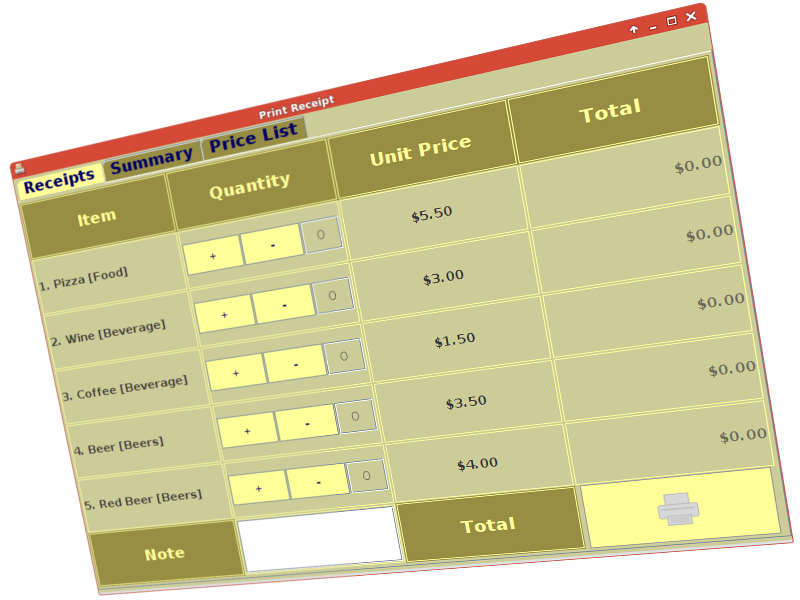 Print Receipt
Receipts Summary Price List
Item Quantity Unit Price Total
1. Pizza [Food] + - 0 $5.50 $0.00
2. Wine [Beverage] + - 0 $3.00 $0.00
3. Coffee [Beverage] + - 0 $1.50 $0.00
4. Beer [Beers] + - 0 $3.50 $0.00
5. Red Beer [Beers] + - 0 $4.00 $0.00
Note Total